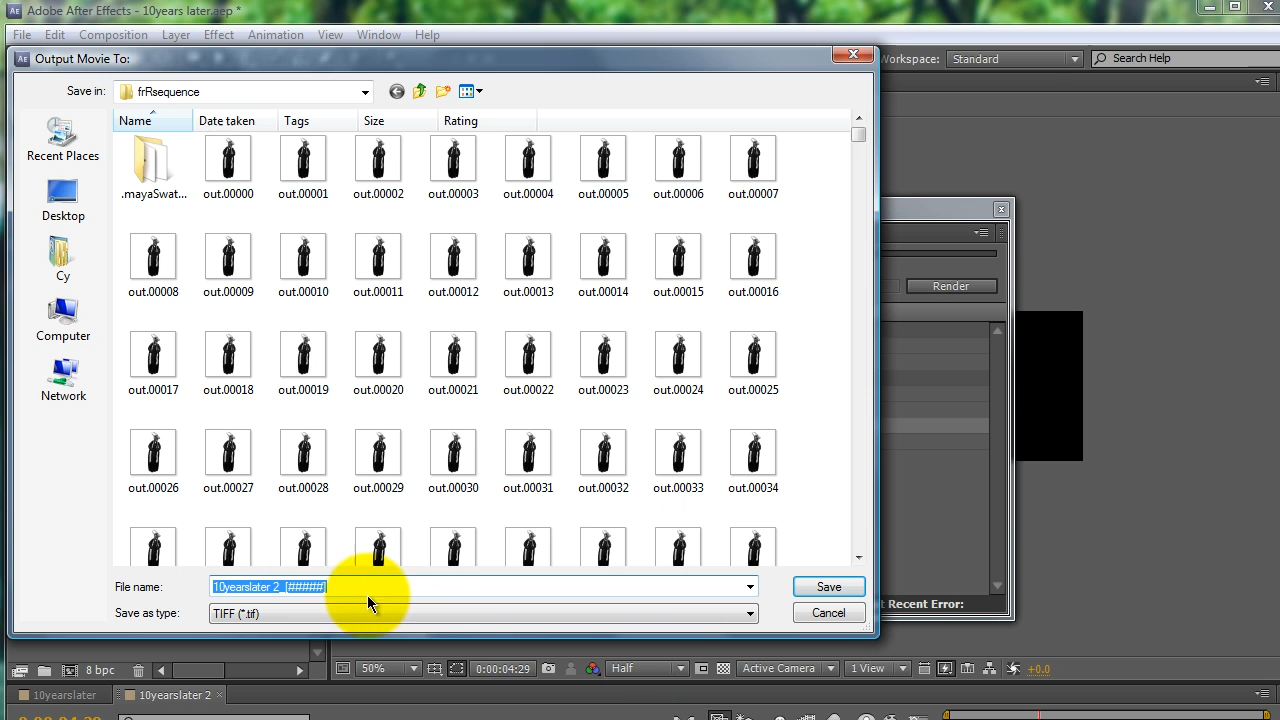 Adobe After Effects - 10years later.aep *
File Edit Composition Layer Effect Animation View Window Help
Output Movie To:
Workspace: Standard
Search Help
Save in: frRsequence
Name Date taken Tags Size Rating
Recent Places
Desktop
Cy
Computer
Network
.mayaSwat... out.00000 out.00001 out.00002 out.00003 out.00004 out.00005 out.00006 out.00007
out.00008 out.00009 out.00010 out.00011 out.00012 out.00013 out.00014 out.00015 out.00016
out.00017 out.00018 out.00019 out.00020 out.00021 out.00022 out.00023 out.00024 out.00025
out.00026 out.00027 out.00028 out.00029 out.00030 out.00031 out.00032 out.00033 out.00034
File name: 10yearslater 2_[#####]
Save
Save as type: TIFF (*.tif)
Cancel
Render
t Recent Error:
8 bpc
50% 0:00:04:29 Half Active Camera 1 View +0.0
10yearslater 10yearslater 2